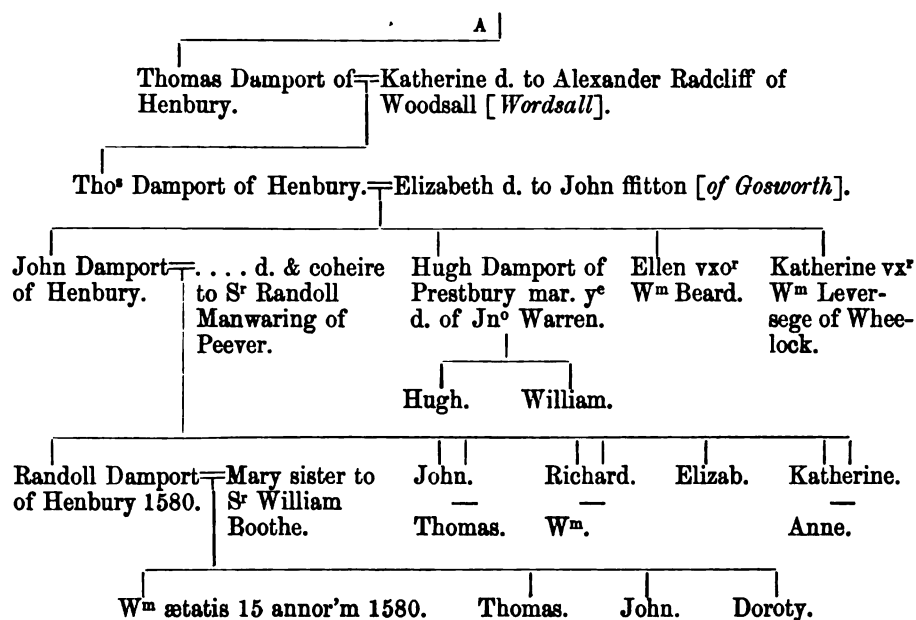 A
Thomas Damport of Henbury.
Katherine d. to Alexander Radcliff of Woodsall [Wordsall].
Thoˢ Damport of Henbury.
Elizabeth d. to John ffitton [of Gosworth].
John Damport of Henbury.
. . . . d. & coheire to Sʳ Randoll Manwaring of Peever.
Hugh Damport of Prestbury mar. yᵉ d. of Jnᵒ Warren.
Ellen vxoʳ Wᵐ Beard.
Katherine vxʳ Wᵐ Lever-sege of Whee-lock.
Hugh.
William.
Randoll Damport of Henbury 1580.
Mary sister to Sʳ William Boothe.
John.
—
Thomas.
Richard.
—
Wᵐ.
Elizab.
Katherine.
—
Anne.
Wᵐ ætatis 15 annor'm 1580.
Thomas.
John.
Doroty.